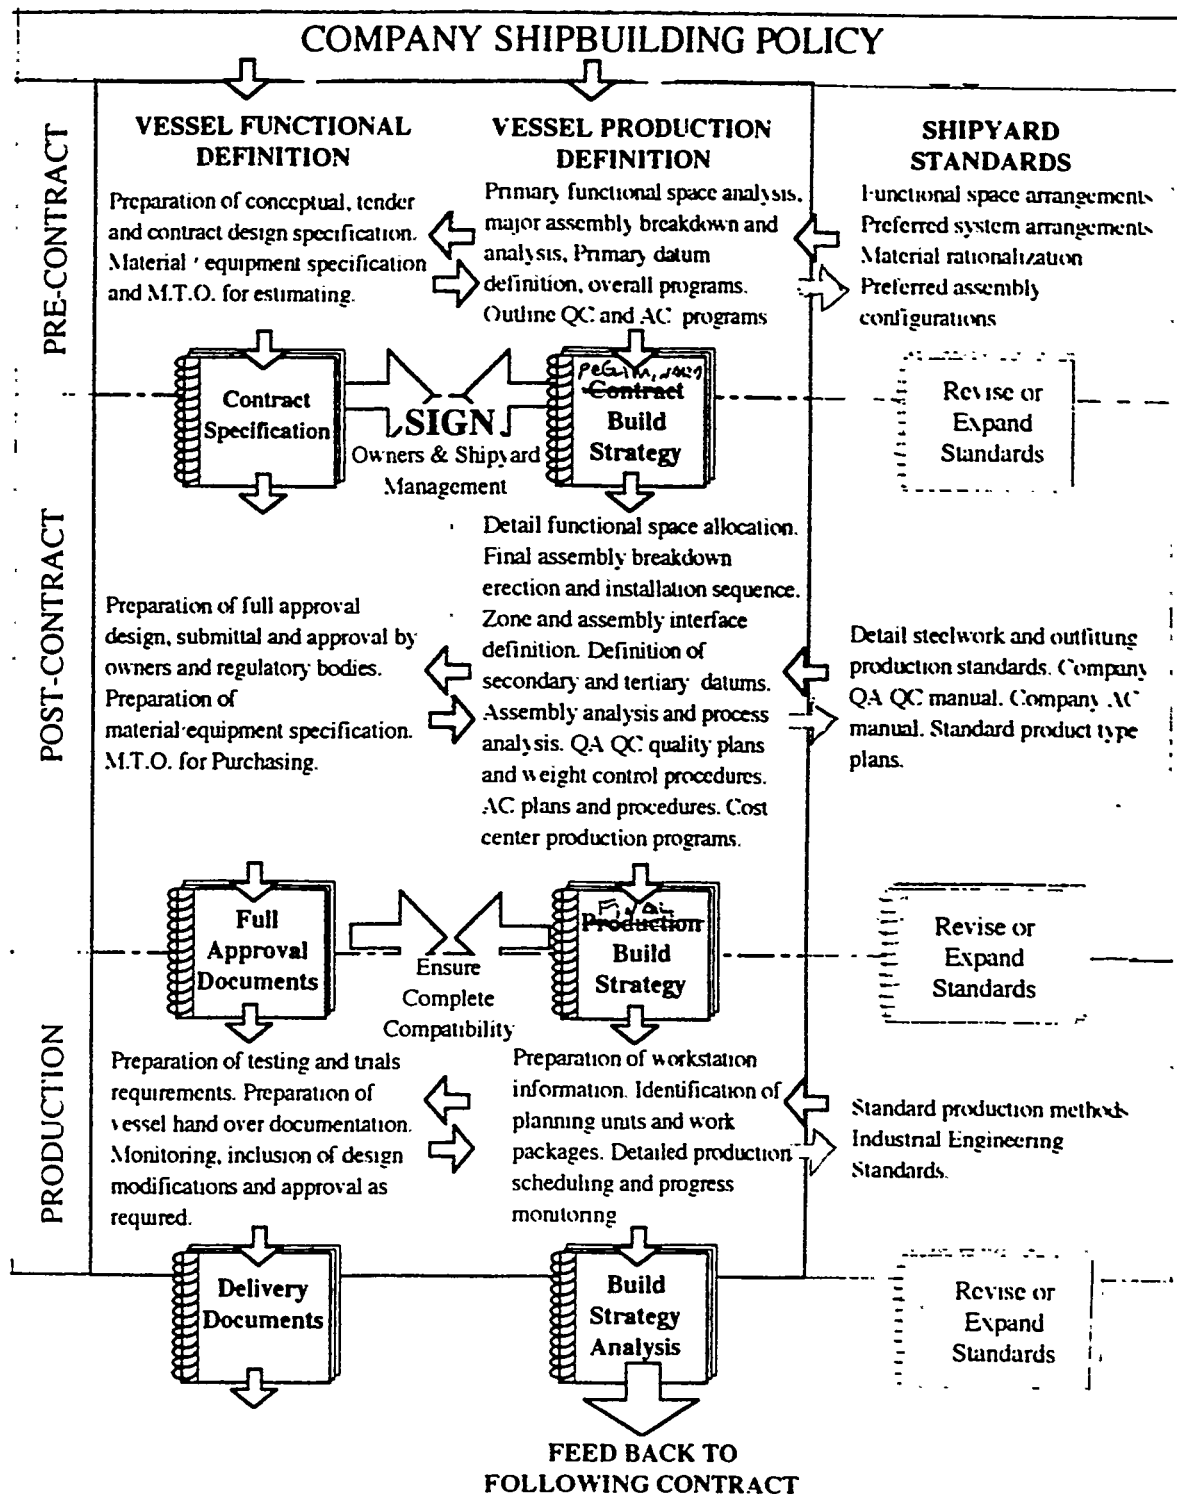 COMPANY SHIPBUILDING POLICY
PRE-CONTRACT
VESSEL FUNCTIONAL
DEFINITION
Preparation of conceptual, tender
and contract design specification.
Material / equipment specification
and M.T.O. for estimating.
VESSEL PRODUCTION
DEFINITION
Primary functional space analysis,
major assembly breakdown and
analysis, Primary datum
definition, overall programs.
Outline QC and AC programs
SHIPYARD
STANDARDS
Functional space arrangements
Preferred system arrangements
Material rationalization
Preferred assembly
configurations
Contract
Specification
SIGN
Owners & Shipyard
Management
Contract
Build
Strategy
Revise or
Expand
Standards
POST-CONTRACT
Preparation of full approval
design, submittal and approval by
owners and regulatory bodies.
Preparation of
material equipment specification.
M.T.O. for Purchasing.
Detail functional space allocation.
Final assembly breakdown
erection and installation sequence.
Zone and assembly interface
definition. Definition of
secondary and tertiary datums.
Assembly analysis and process
analysis. QA QC quality plans
and weight control procedures.
AC plans and procedures. Cost
center production programs.
Detail steelwork and outfitting
production standards. Company
QA QC manual. Company AC
manual. Standard product type
plans.
Full
Approval
Documents
Ensure
Complete
Compatibility
Final
Production
Build
Strategy
Revise or
Expand
Standards
PRODUCTION
Preparation of testing and trials
requirements. Preparation of
vessel hand over documentation.
Monitoring, inclusion of design
modifications and approval as
required.
Preparation of workstation
information. Identification of
planning units and work
packages. Detailed production
scheduling and progress
monitoring
Standard production methods
Industrial Engineering
Standards.
Delivery
Documents
Build
Strategy
Analysis
Revise or
Expand
Standards
FEED BACK TO
FOLLOWING CONTRACT